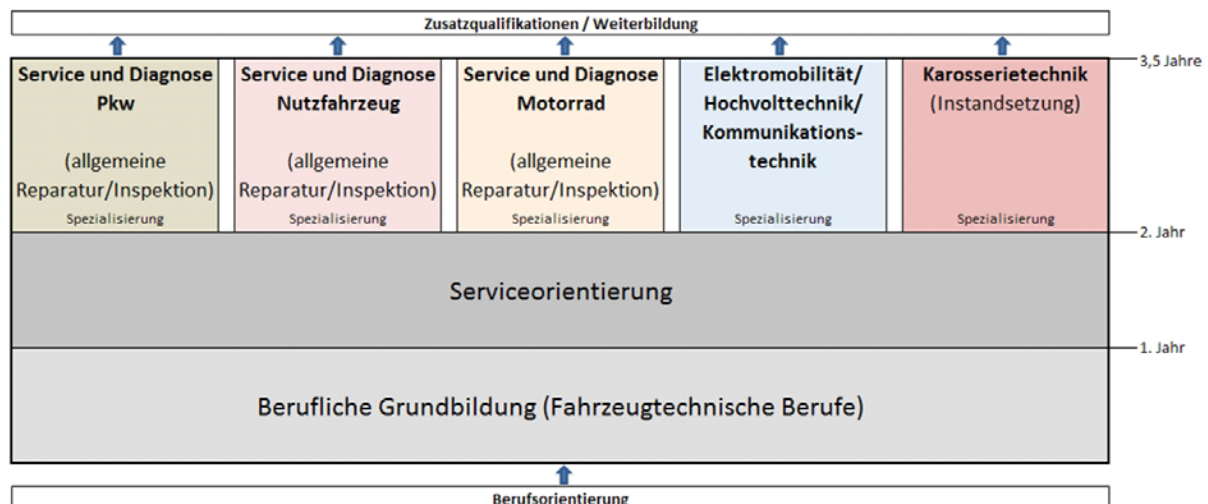 Zusatzqualifikationen / Weiterbildung
Service und Diagnose
Pkw
(allgemeine
Reparatur/Inspektion)
Spezialisierung
Service und Diagnose
Nutzfahrzeug
(allgemeine
Reparatur/Inspektion)
Spezialisierung
Service und Diagnose
Motorrad
(allgemeine
Reparatur/Inspektion)
Spezialisierung
Elektromobilität/
Hochvolttechnik/
Kommunikations-
technik
Spezialisierung
Karosserietechnik
(Instandsetzung)
Spezialisierung
3,5 Jahre
2. Jahr
Serviceorientierung
1. Jahr
Berufliche Grundbildung (Fahrzeugtechnische Berufe)
Berufsorientierung